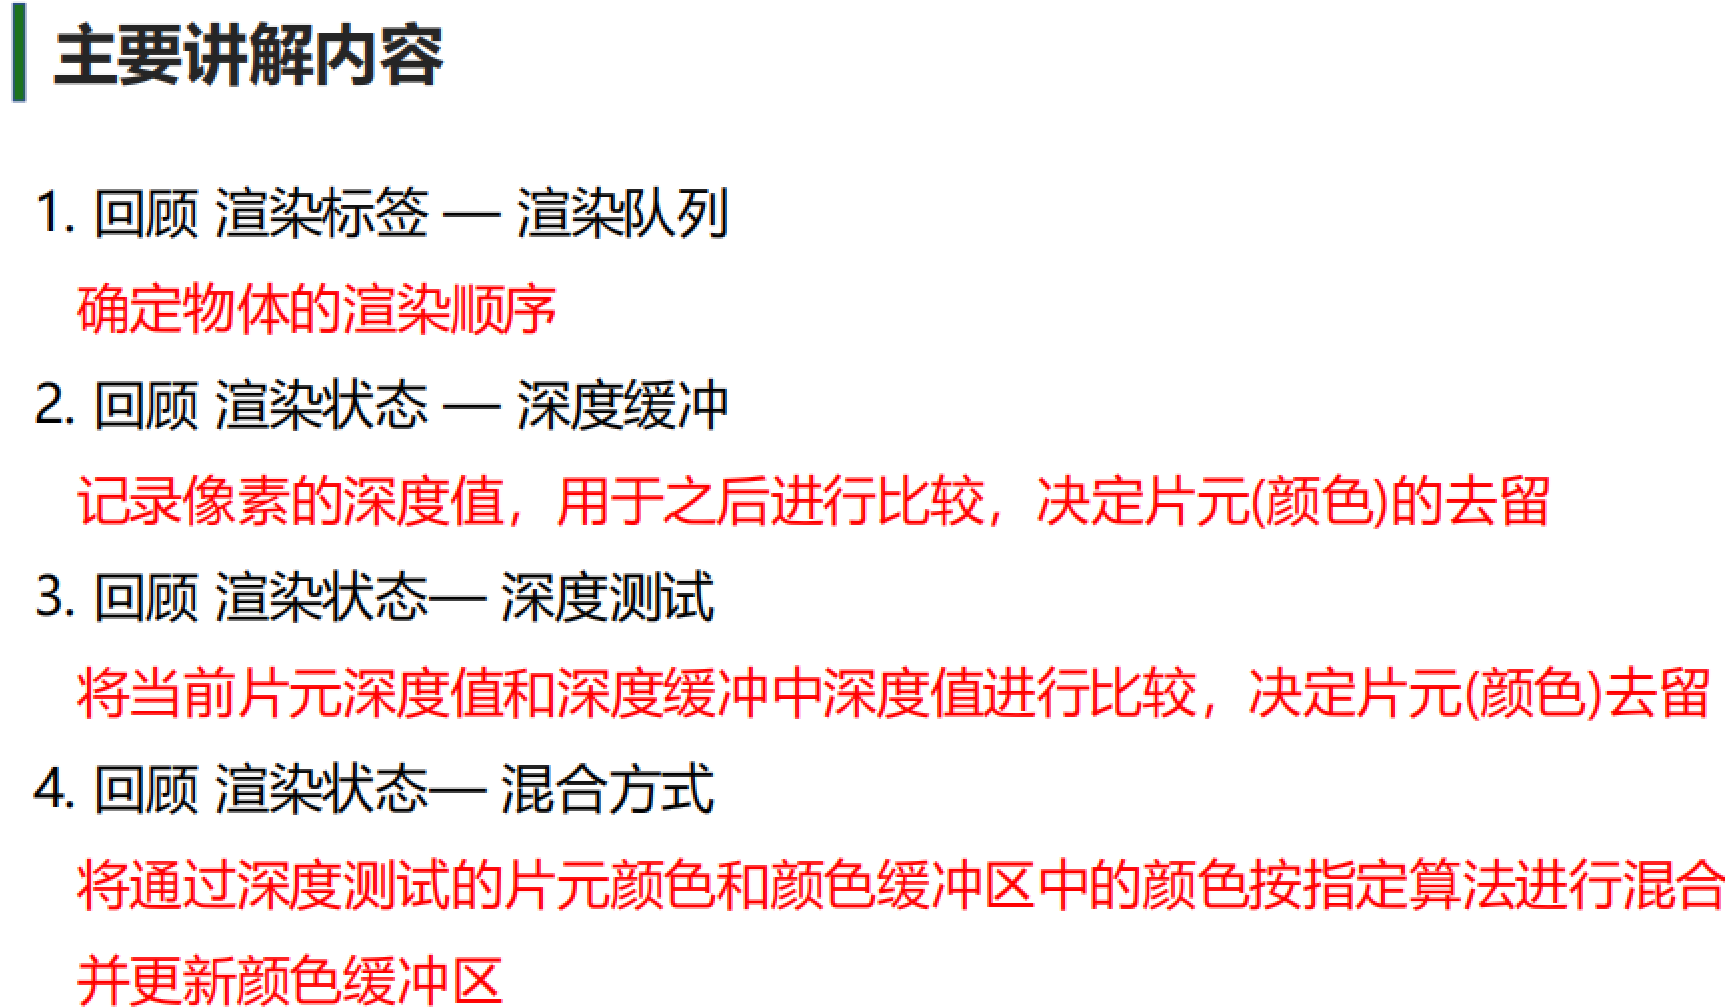 主要讲解内容
1. 回顾 渲染标签 — 渲染队列
确定物体的渲染顺序
2. 回顾 渲染状态 — 深度缓冲
记录像素的深度值，用于之后进行比较，决定片元(颜色)的去留
3. 回顾 渲染状态— 深度测试
将当前片元深度值和深度缓冲中深度值进行比较，决定片元(颜色)去留
4. 回顾 渲染状态— 混合方式
将通过深度测试的片元颜色和颜色缓冲区中的颜色按指定算法进行混合
并更新颜色缓冲区